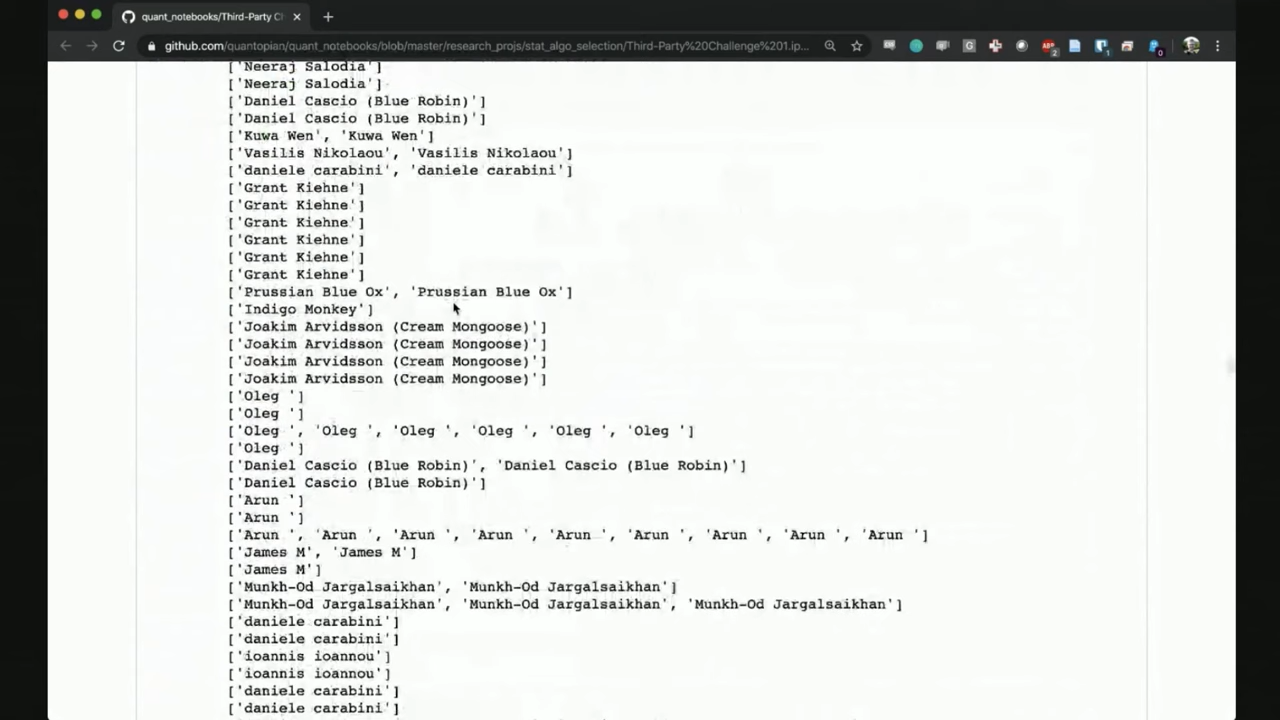 quant_notebooks/Third-Party C
github.com/quantopian/quant_notebooks/blob/master/research_projs/stat_algo_selection/Third-Party%20Challenge%201.ip...
['Neeraj Salodia']
['Neeraj Salodia']
['Daniel Cascio (Blue Robin)']
['Daniel Cascio (Blue Robin)']
['Kuwa Wen', 'Kuwa Wen']
['Vasilis Nikolaou', 'Vasilis Nikolaou']
['daniele carabini', 'daniele carabini']
['Grant Kiehne']
['Grant Kiehne']
['Grant Kiehne']
['Grant Kiehne']
['Grant Kiehne']
['Grant Kiehne']
['Prussian Blue Ox', 'Prussian Blue Ox']
['Indigo Monkey']
['Joakim Arvidsson (Cream Mongoose)']
['Joakim Arvidsson (Cream Mongoose)']
['Joakim Arvidsson (Cream Mongoose)']
['Joakim Arvidsson (Cream Mongoose)']
['Oleg ']
['Oleg ']
['Oleg ', 'Oleg ', 'Oleg ', 'Oleg ', 'Oleg ', 'Oleg ']
['Oleg ']
['Daniel Cascio (Blue Robin)', 'Daniel Cascio (Blue Robin)']
['Daniel Cascio (Blue Robin)']
['Arun ']
['Arun ']
['Arun ', 'Arun ', 'Arun ', 'Arun ', 'Arun ', 'Arun ', 'Arun ', 'Arun ', 'Arun ']
['James M', 'James M']
['James M']
['Munkh-Od Jargalsaikhan', 'Munkh-Od Jargalsaikhan']
['Munkh-Od Jargalsaikhan', 'Munkh-Od Jargalsaikhan', 'Munkh-Od Jargalsaikhan']
['daniele carabini']
['daniele carabini']
['ioannis ioannou']
['ioannis ioannou']
['daniele carabini']
['daniele carabini']